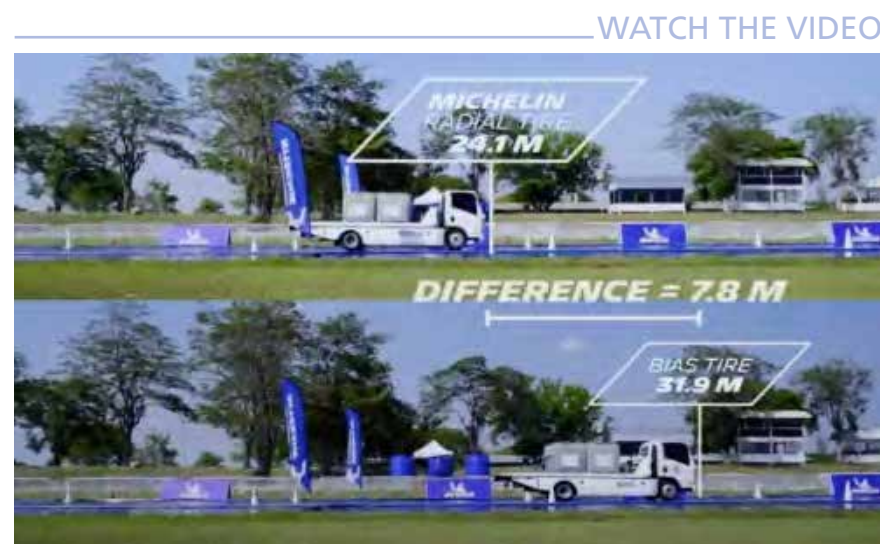 WATCH THE VIDEO
MICHELIN
RADIAL TIRE
24.1 M
DIFFERENCE = 7.8 M
BIAS TIRE
31.9 M